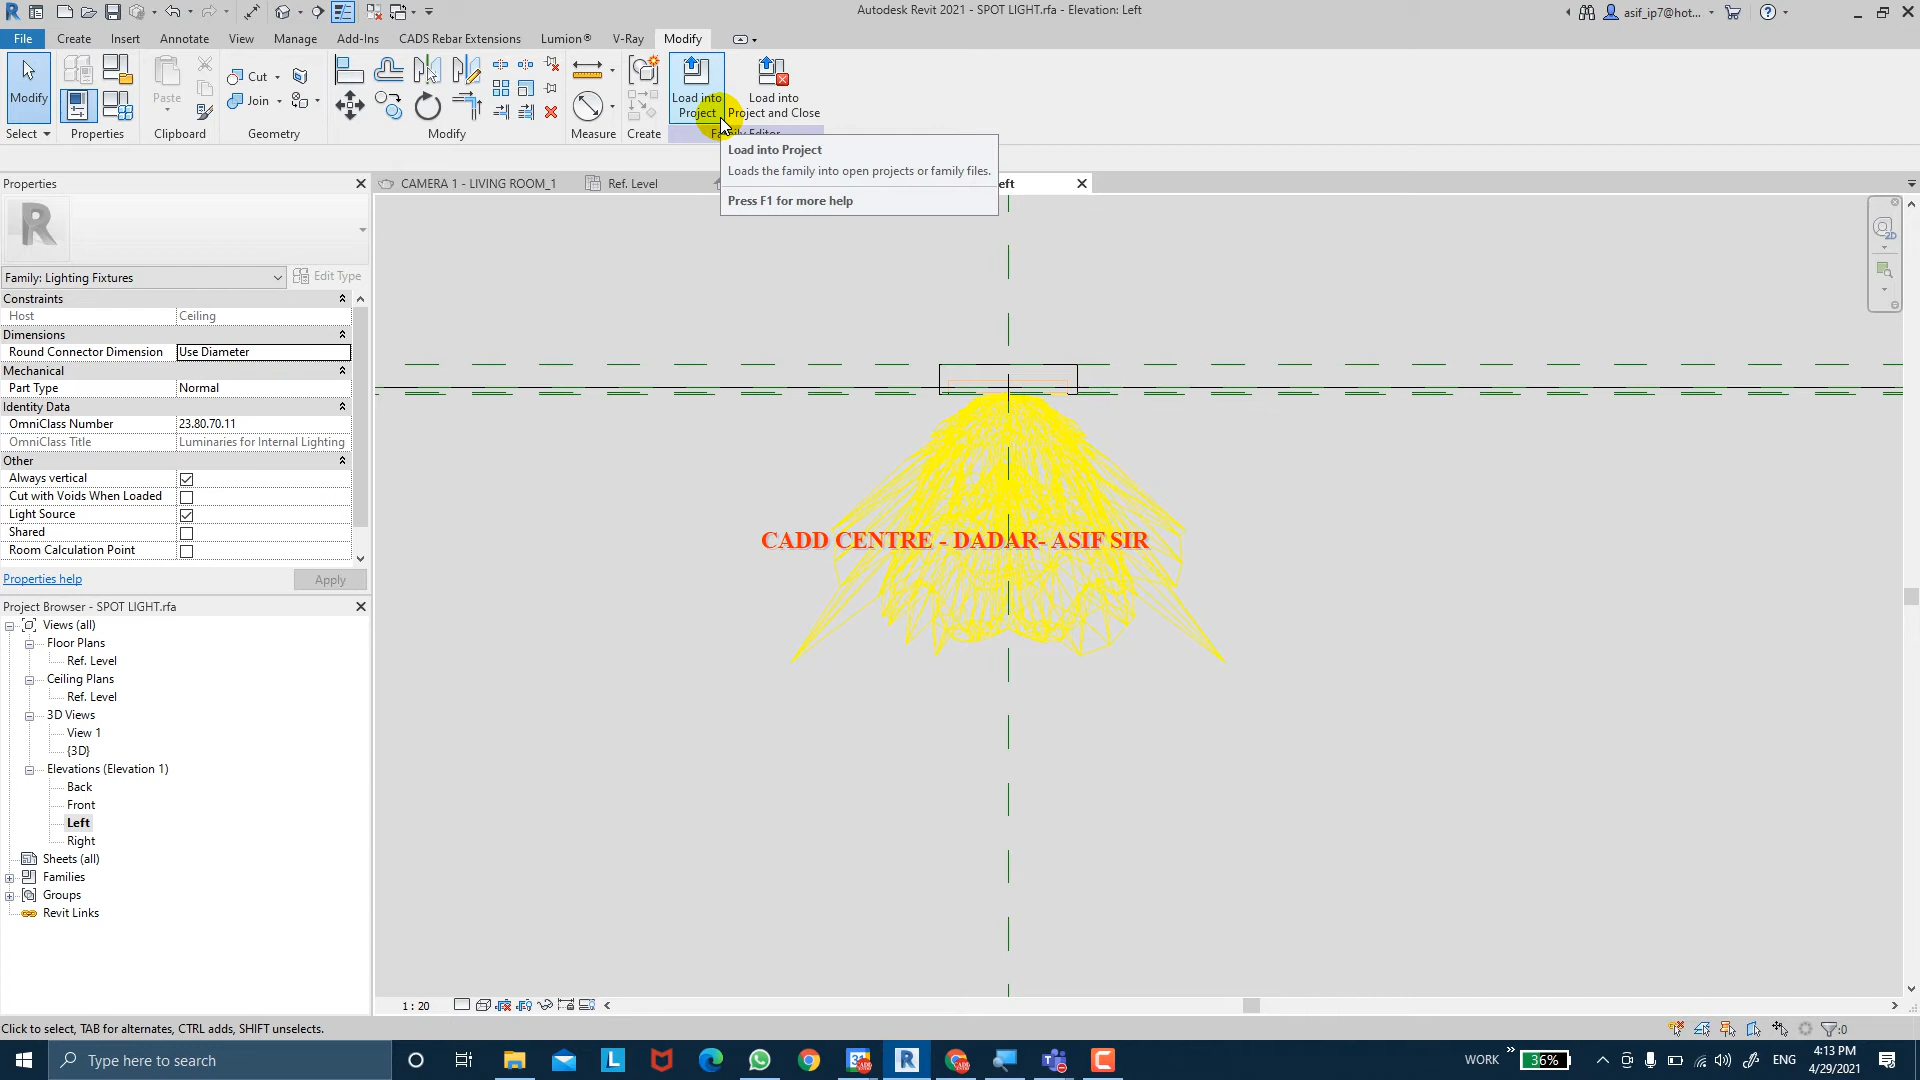 Autodesk Revit 2021 - SPOT LIGHT.rfa - Elevation: Left
asif_ip7@hot...
File Create Insert Annotate View Manage Add-Ins CADS Rebar Extensions Lumion® V-Ray Modify
Modify
Paste
Cut
Join
Load into
Project
Load into
Project and Close
Select Properties Clipboard Geometry Modify Measure Create
Load into Project
Loads the family into open projects or family files.
Press F1 for more help
Properties
CAMERA 1 - LIVING ROOM_1
Ref. Level
Family: Lighting Fixtures
Edit Type
Constraints
Host Ceiling
Dimensions
Round Connector Dimension Use Diameter
Mechanical
Part Type Normal
Identity Data
OmniClass Number 23.80.70.11
OmniClass Title Luminaries for Internal Lighting
Other
Always vertical
Cut with Voids When Loaded
Light Source
Shared
Room Calculation Point
Properties help
Apply
Project Browser - SPOT LIGHT.rfa
Views (all)
Floor Plans
Ref. Level
Ceiling Plans
Ref. Level
3D Views
View 1
{3D}
Elevations (Elevation 1)
Back
Front
Left
Right
Sheets (all)
Families
Groups
Revit Links
CADD CENTRE - DADAR- ASIF SIR
2D
1 : 20
Click to select, TAB for alternates, CTRL adds, SHIFT unselects.
:0
Type here to search
WORK
36%
ENG
4:13 PM
4/29/2021